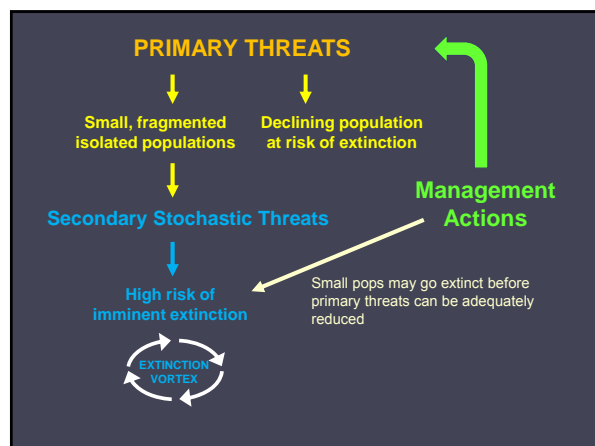 PRIMARY THREATS
Small, fragmented
isolated populations
Declining population
at risk of extinction
Management
Actions
Secondary Stochastic Threats
Small pops may go extinct before
primary threats can be adequately
reduced
High risk of
imminent extinction
EXTINCTION
VORTEX